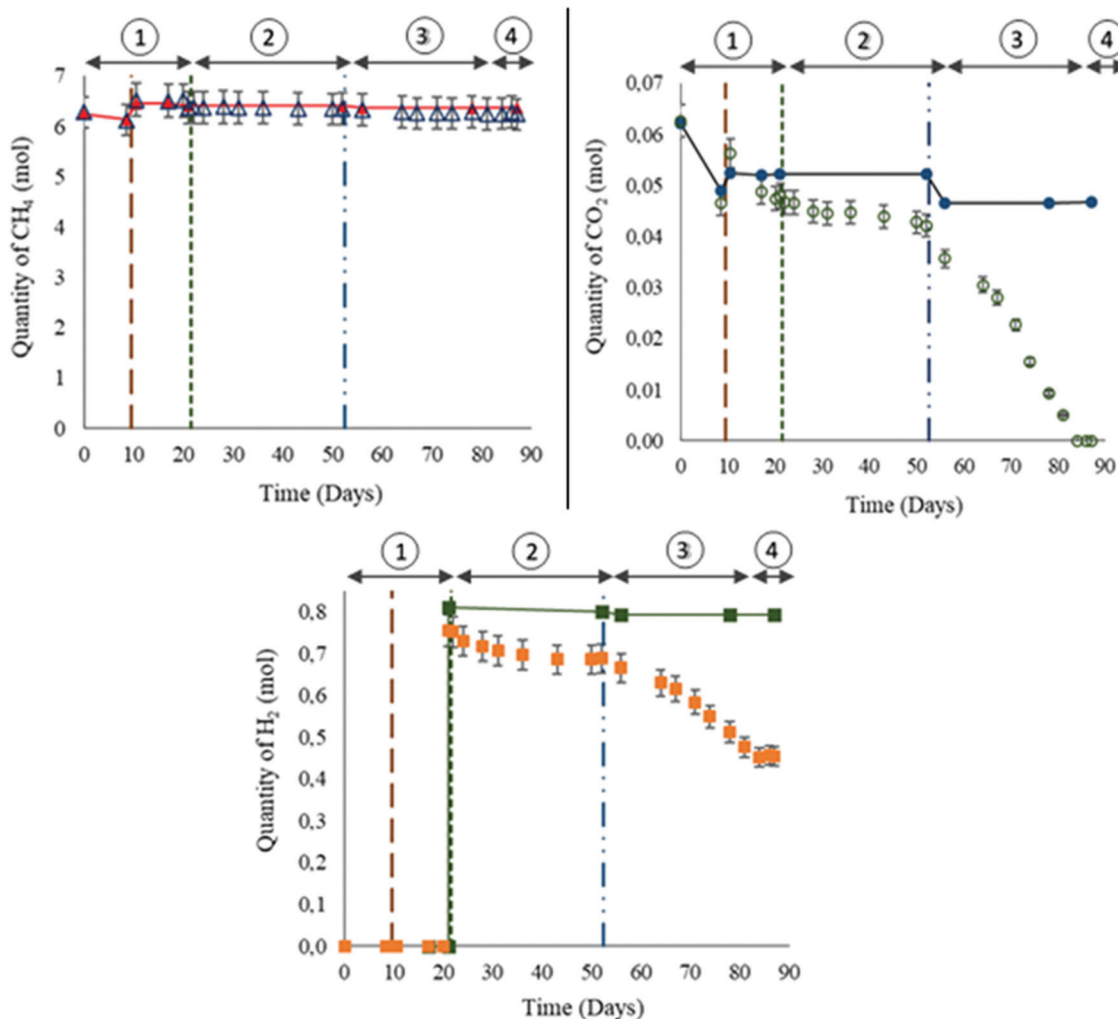 ① ② ③ ④
7
6
5
4
3
2
1
0
Quantity of CH₄ (mol)
0 10 20 30 40 50 60 70 80 90
Time (Days)
① ② ③ ④
0,07
0,06
0,05
0,04
0,03
0,02
0,01
0,00
Quantity of CO₂ (mol)
0 10 20 30 40 50 60 70 80 90
Time (Days)
① ② ③ ④
0,8
0,7
0,6
0,5
0,4
0,3
0,2
0,1
0,0
Quantity of H₂ (mol)
0 10 20 30 40 50 60 70 80 90
Time (Days)